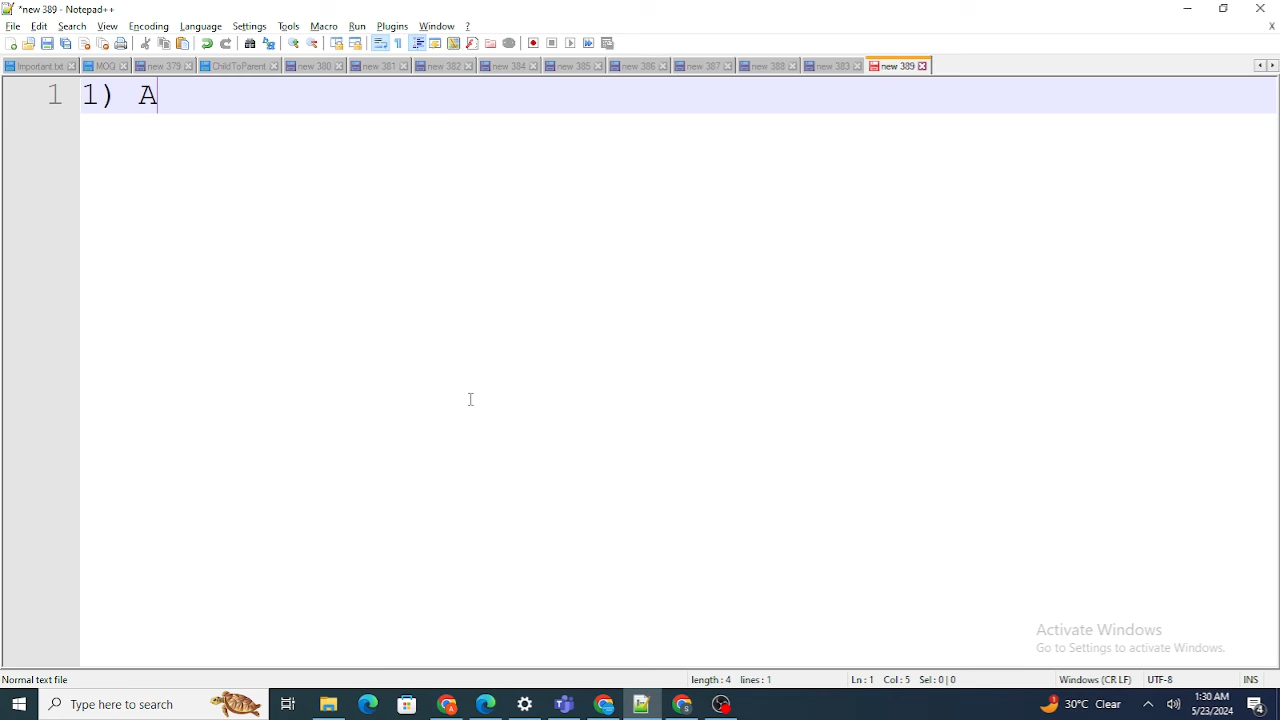 *new 389 - Notepad++
File Edit Search View Encoding Language Settings Tools Macro Run Plugins Window ? X
Important.txt MOG new 379 ChildToParent new 380 new 381 new 382 new 384 new 385 new 386 new 387 new 388 new 383 new 389
1 1) A
Activate Windows
Go to Settings to activate Windows.
Normal text file length : 4 lines : 1 Ln : 1 Col : 5 Sel : 0 | 0 Windows (CR LF) UTF-8 INS
Type here to search 30°C Clear 1:30 AM
5/23/2024 4